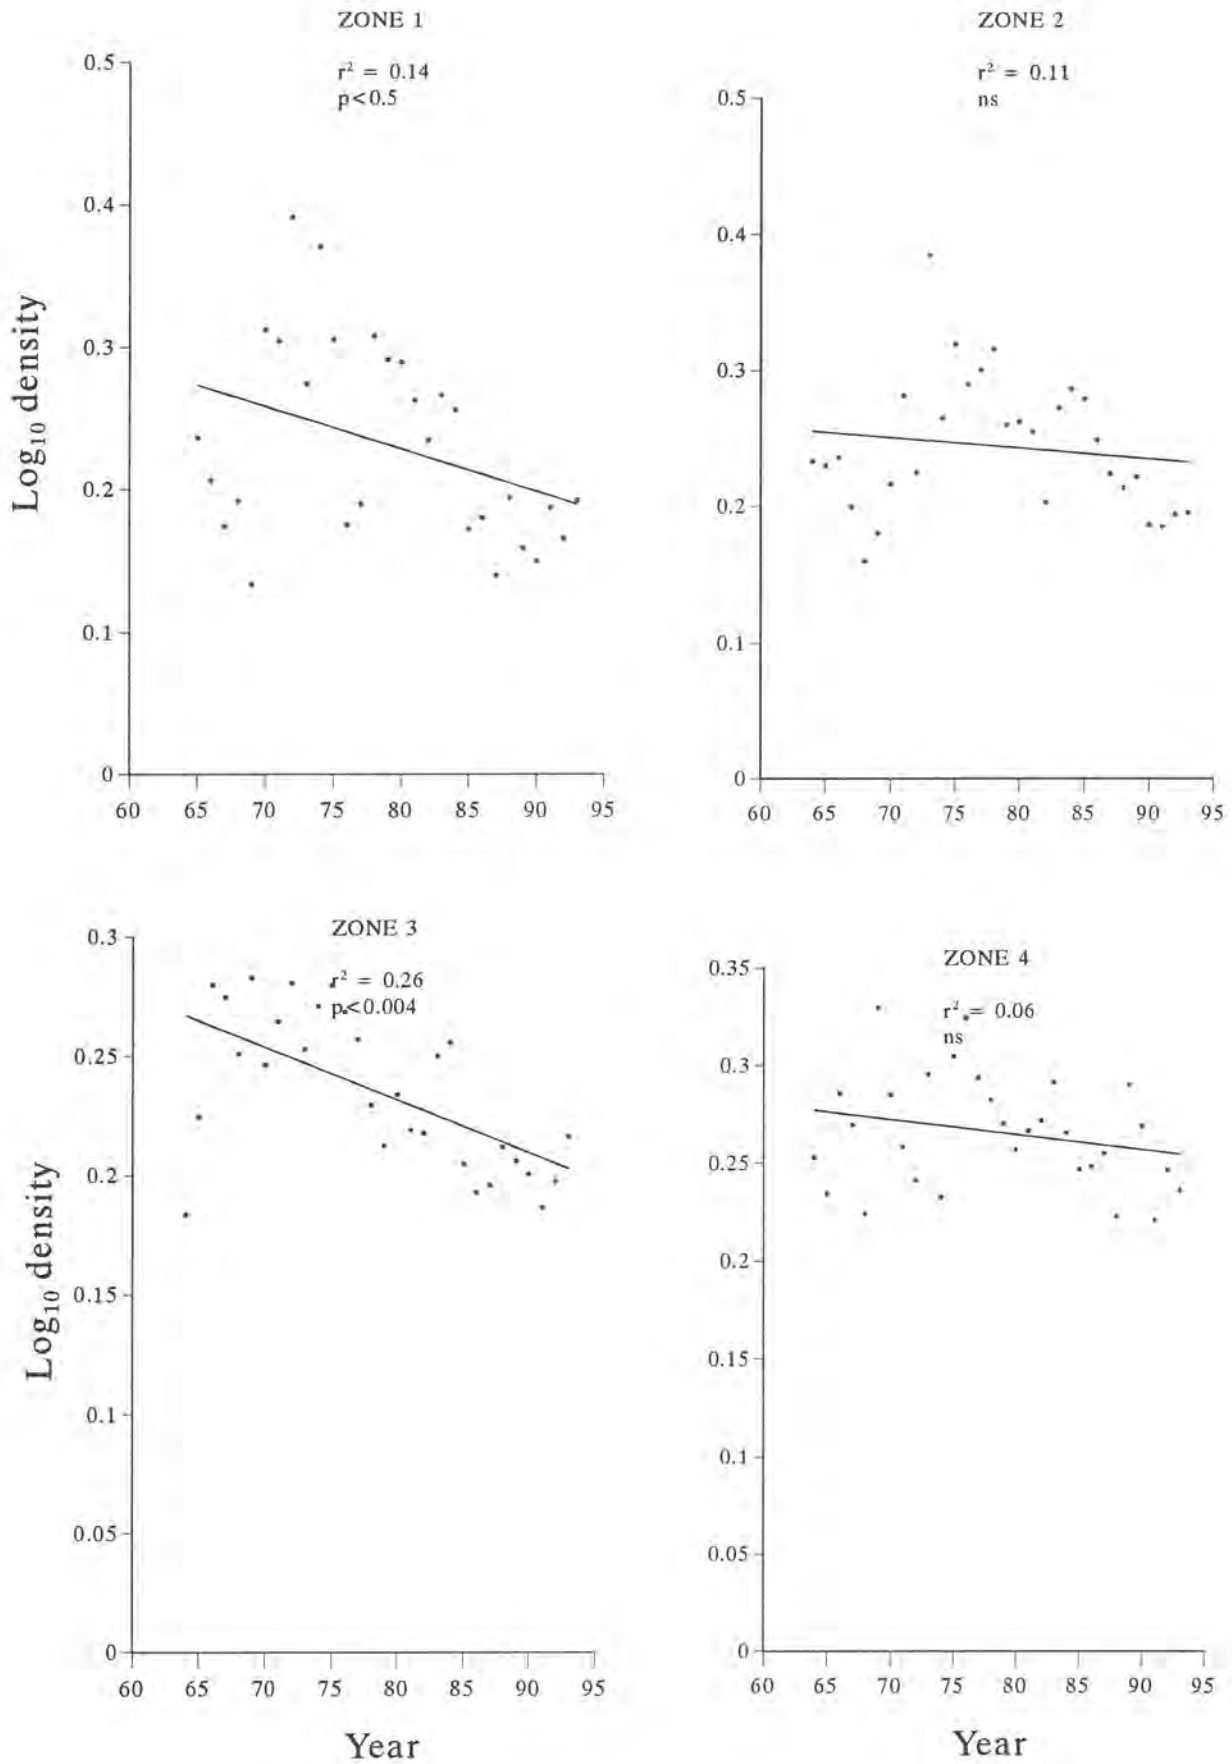 ZONE 1
r² = 0.14
p<0.5
0.5
0.4
0.3
0.2
0.1
0
Log₁₀ density
60 65 70 75 80 85 90 95
ZONE 2
r² = 0.11
ns
0.5
0.4
0.3
0.2
0.1
0
60 65 70 75 80 85 90 95
ZONE 3
r² = 0.26
p<0.004
0.3
0.25
0.2
0.15
0.1
0.05
0
Log₁₀ density
60 65 70 75 80 85 90 95
Year
ZONE 4
r² = 0.06
ns
0.35
0.3
0.25
0.2
0.15
0.1
0.05
0
60 65 70 75 80 85 90 95
Year